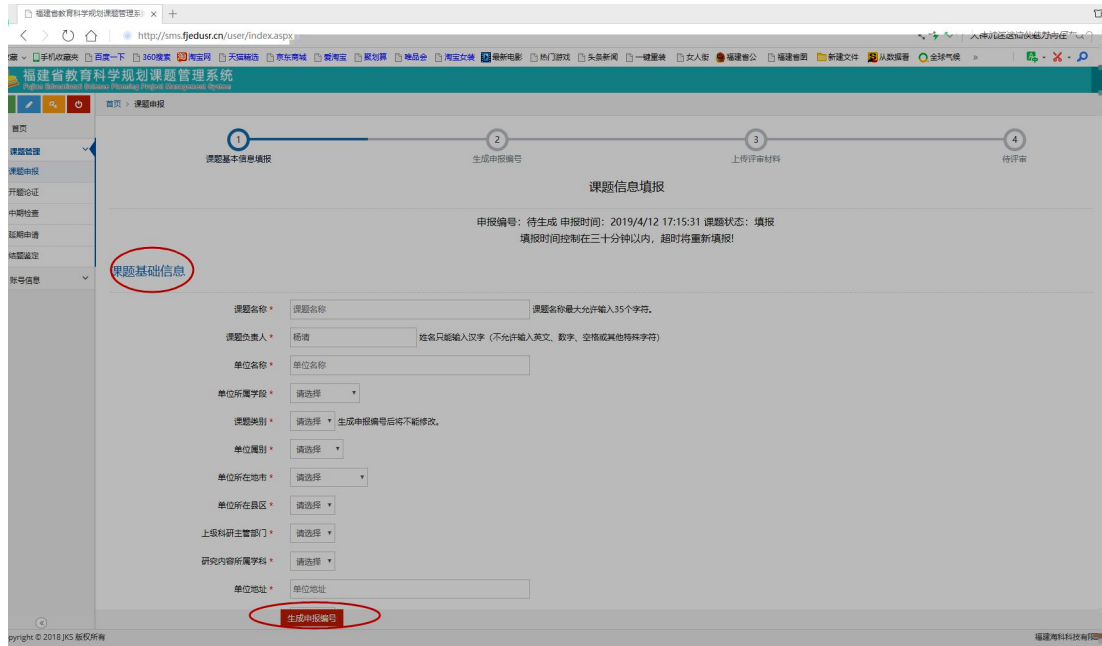 福建省教育科学规划课题管理系 × +
http://sms.fjedusr.cn/user/index.aspx
手机收藏夹 百度一下 360搜索 淘宝网 天猫精选 京东商城 爱淘宝 聚划算 唯品会 淘宝女装 最新电影 热门游戏 头条新闻 一键重装 女人街 福建省公 福建省图 新建文件 从数据看 全球气候 »
福建省教育科学规划课题管理系统
Fujian Educational Science Planning Project Management System
首页 > 课题申报
首页
课题管理
课题申报
开题论证
中期检查
延期申请
结题鉴定
账号信息
1 2 3 4
课题基本信息填报 生成申报编号 上传评审材料 待评审
课题信息填报
申报编号：待生成 申报时间：2019/4/12 17:15:31 课题状态：填报
填报时间控制在三十分钟以内，超时将重新填报!
课题基础信息
课题名称 * 课题名称 课题名称最大允许输入35个字符。
课题负责人 * 杨清 姓名只能输入汉字（不允许输入英文、数字、空格或其他特殊字符）
单位名称 * 单位名称
单位所属学段 * 请选择
课题类别 * 请选择 生成申报编号后将不能修改。
单位属别 * 请选择
单位所在地市 * 请选择
单位所在县区 * 请选择
上级科研主管部门 * 请选择
研究内容所属学科 * 请选择
单位地址 * 单位地址
生成申报编号
pyright © 2018 JKS 版权所有 福建海科科技有限